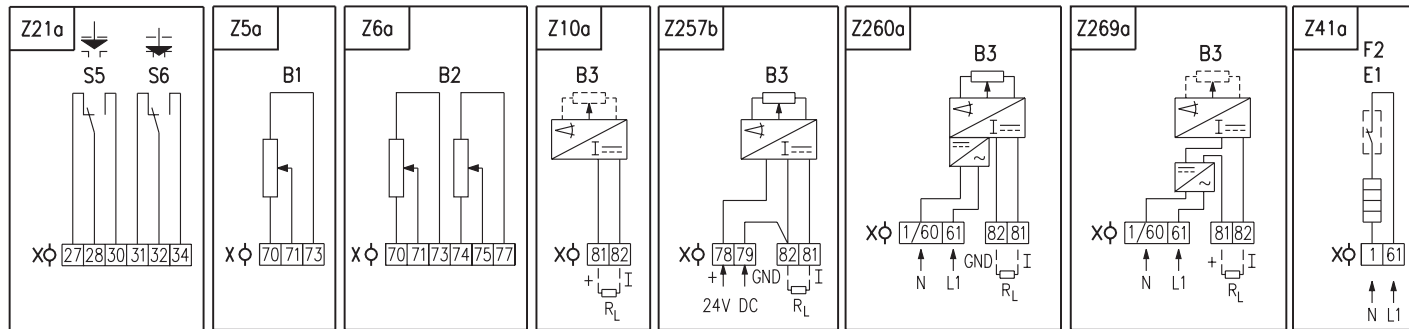 Z21a
S5 S6
X 27 28 30 31 32 34
Z5a
B1
X 70 71 73
Z6a
B2
X 70 71 73 74 75 77
Z10a
B3
I
X 81 82
+ I
RL
Z257b
B3
I
X 78 79 82 81
+ GND I
24V DC RL
Z260a
B3
I
~
X 1/60 61 82 81
GND I
N L1 RL
Z269a
B3
I
~
X 1/60 61 81 82
+ I
N L1 RL
Z41a
F2
E1
X 1 61
N L1